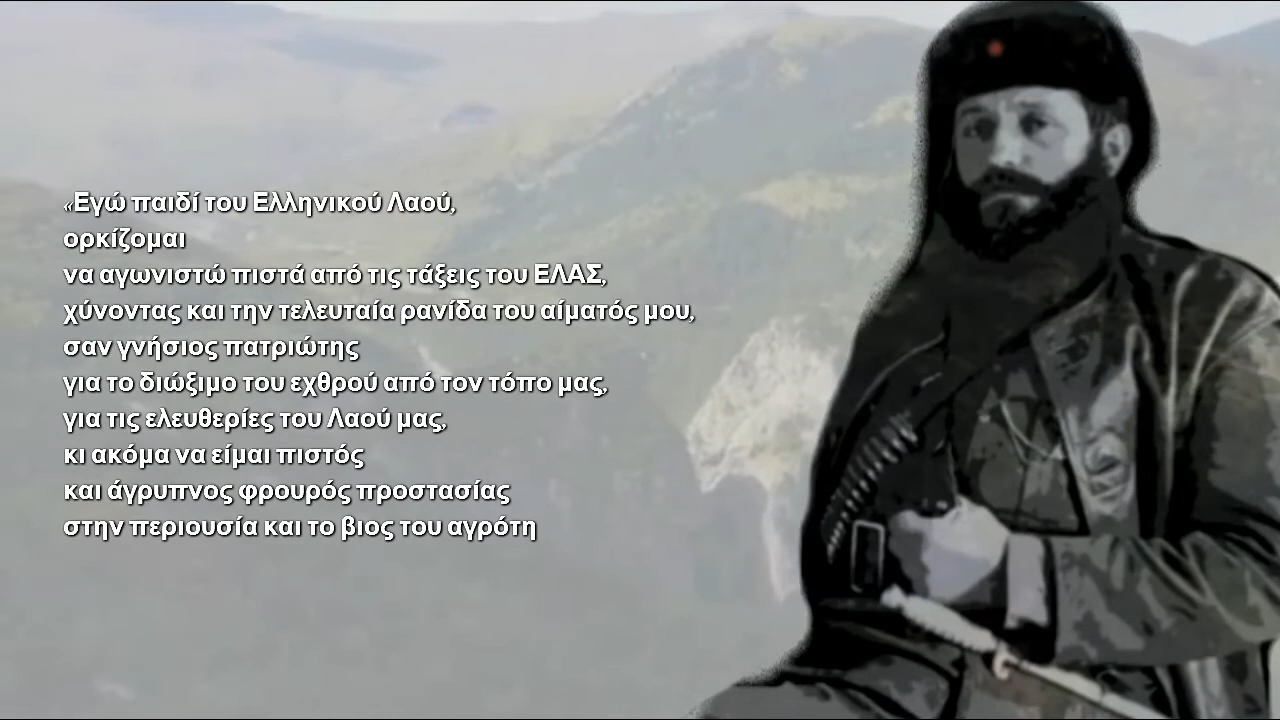 «Εγώ παιδί του Ελληνικού Λαού,
ορκίζομαι
να αγωνιστώ πιστά από τις τάξεις του ΕΛΑΣ,
χύνοντας και την τελευταία ρανίδα του αίματός μου,
σαν γνήσιος πατριώτης
για το διώξιμο του εχθρού από τον τόπο μας,
για τις ελευθερίες του Λαού μας,
κι ακόμα να είμαι πιστός
και άγρυπνος φρουρός προστασίας
στην περιουσία και το βιος του αγρότη